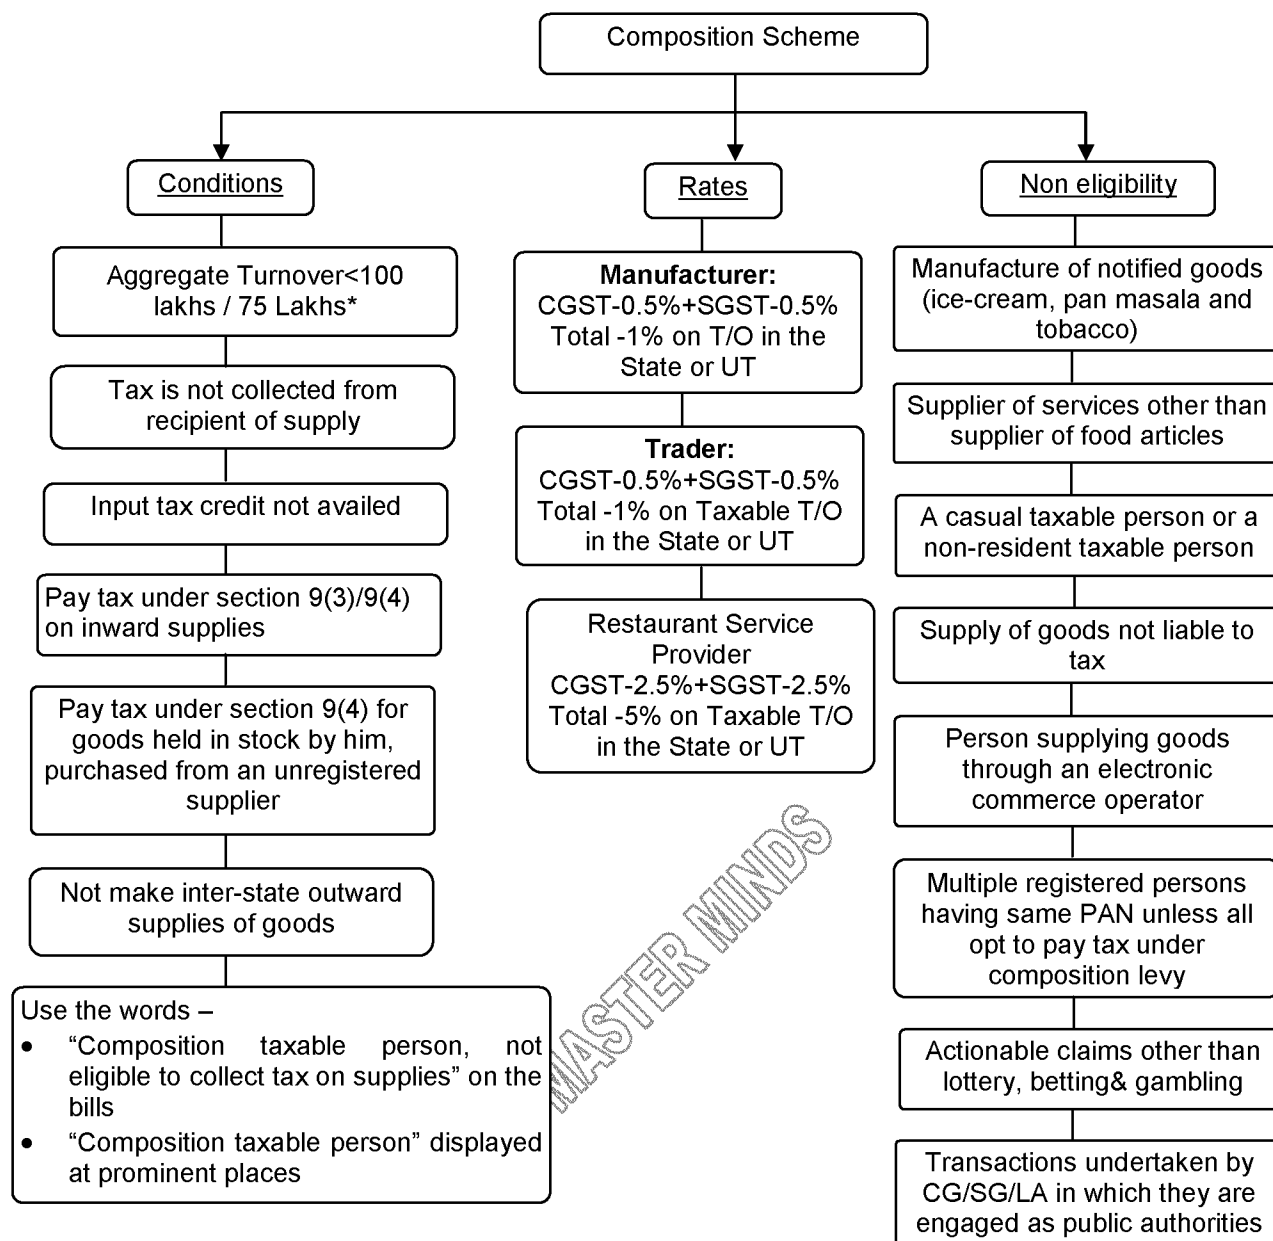 Composition Scheme
Conditions
Aggregate Turnover<100
lakhs / 75 Lakhs*
Tax is not collected from
recipient of supply
Input tax credit not availed
Pay tax under section 9(3)/9(4)
on inward supplies
Pay tax under section 9(4) for
goods held in stock by him,
purchased from an unregistered
supplier
Not make inter-state outward
supplies of goods
Use the words –
• “Composition taxable person, not
eligible to collect tax on supplies” on the
bills
• “Composition taxable person” displayed
at prominent places
Rates
Manufacturer:
CGST-0.5%+SGST-0.5%
Total -1% on T/O in the
State or UT
Trader:
CGST-0.5%+SGST-0.5%
Total -1% on Taxable T/O
in the State or UT
Restaurant Service
Provider
CGST-2.5%+SGST-2.5%
Total -5% on Taxable T/O
in the State or UT
MASTER MINDS
Non eligibility
Manufacture of notified goods
(ice-cream, pan masala and
tobacco)
Supplier of services other than
supplier of food articles
A casual taxable person or a
non-resident taxable person
Supply of goods not liable to
tax
Person supplying goods
through an electronic
commerce operator
Multiple registered persons
having same PAN unless all
opt to pay tax under
composition levy
Actionable claims other than
lottery, betting& gambling
Transactions undertaken by
CG/SG/LA in which they are
engaged as public authorities